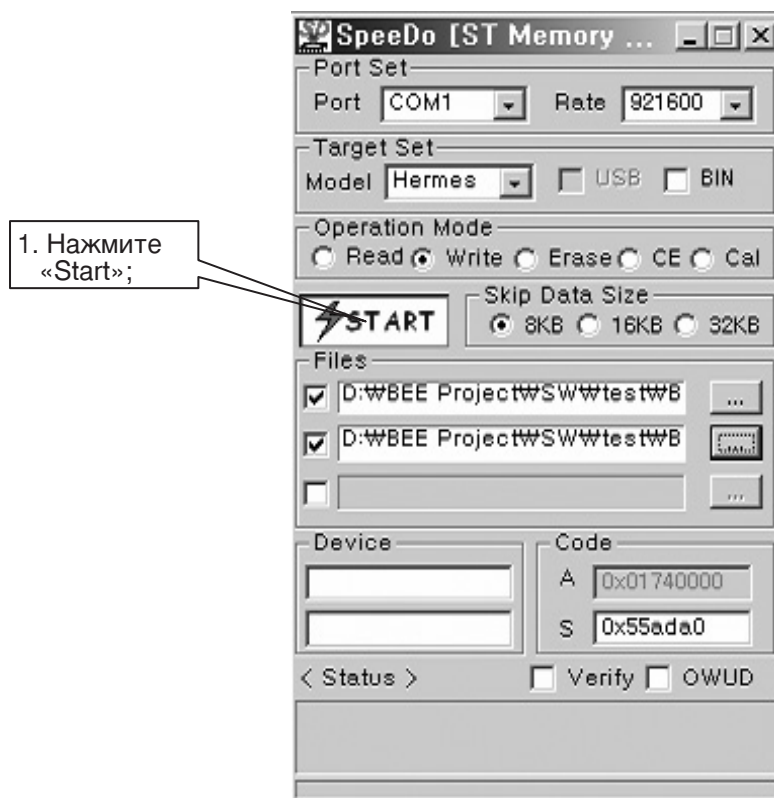 SpeeDo [ST Memory ...
Port Set
Port COM1 Rate 921600
Target Set
Model Hermes USB BIN
1. Нажмите
«Start»;
Operation Mode
Read Write Erase CE Cal
START
Skip Data Size
8KB 16KB 32KB
Files
D:₩BEE Project₩SW₩test₩B ...
D:₩BEE Project₩SW₩test₩B ...
...
Device
Code
A 0x01740000
S 0x55ada0
< Status > Verify OWUD